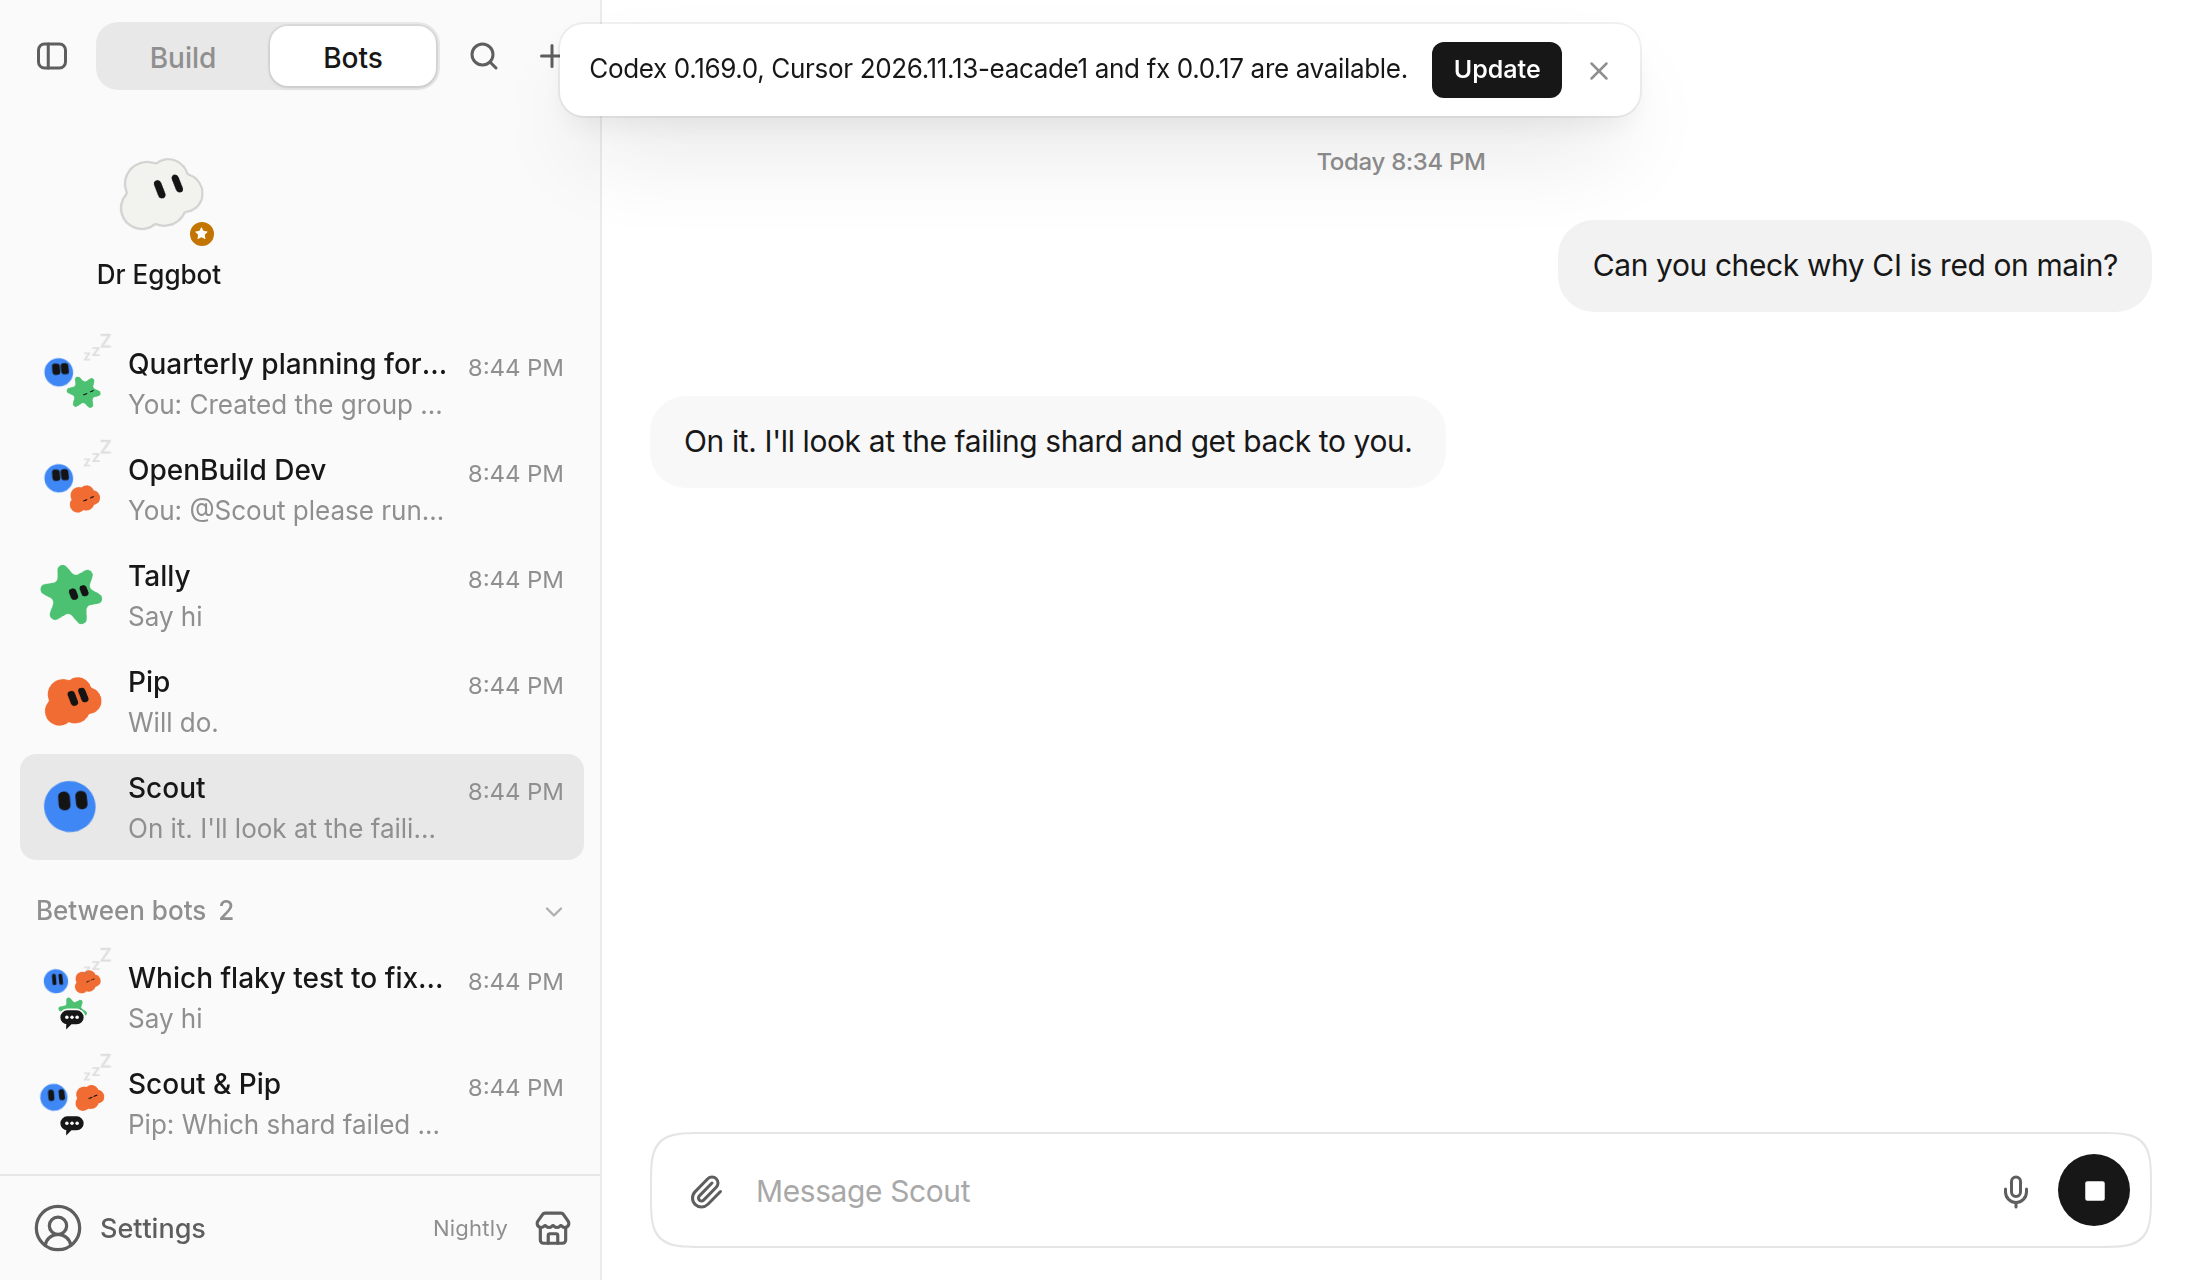 Build
Bots
Codex 0.169.0, Cursor 2026.11.13-eacade1 and fx 0.0.17 are available.
Update
Dr Eggbot
Quarterly planning for... 8:44 PM
You: Created the group ...
OpenBuild Dev 8:44 PM
You: @Scout please run...
Tally 8:44 PM
Say hi
Pip 8:44 PM
Will do.
Scout 8:44 PM
On it. I'll look at the faili...
Between bots 2
Which flaky test to fix... 8:44 PM
Say hi
Scout & Pip 8:44 PM
Pip: Which shard failed ...
Settings
Nightly
Today 8:34 PM
Can you check why CI is red on main?
On it. I'll look at the failing shard and get back to you.
Message Scout